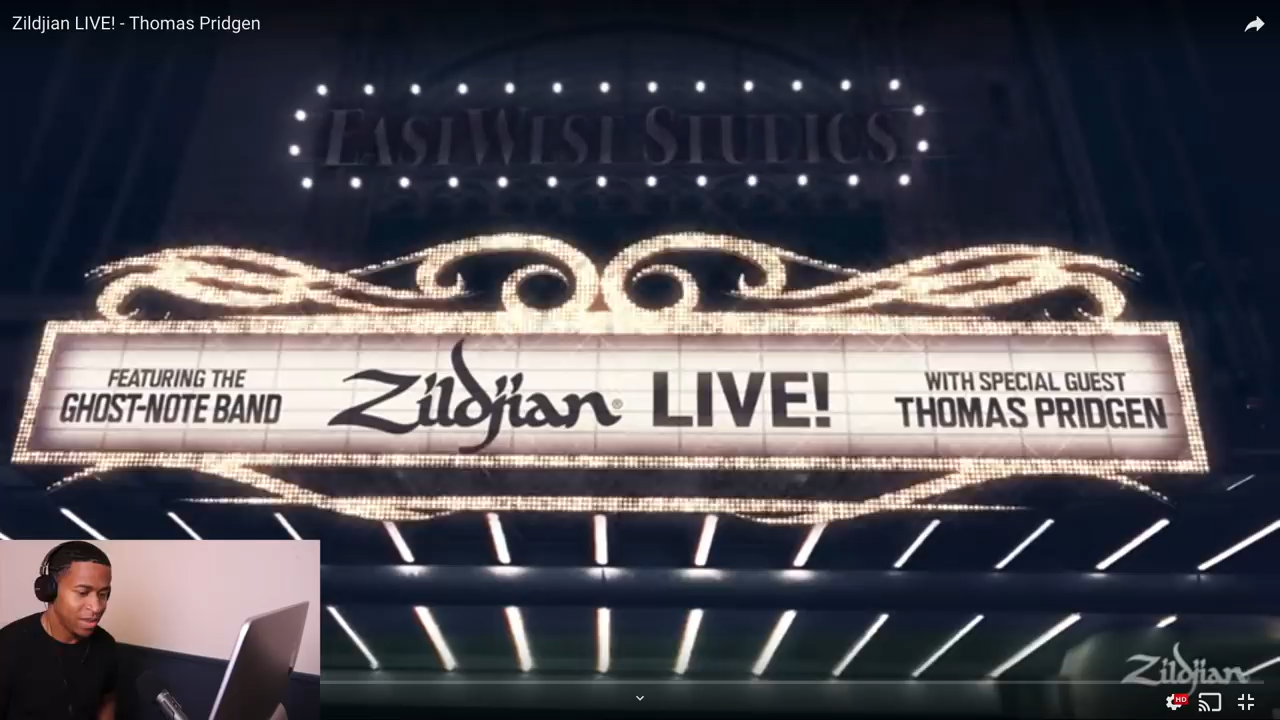 Zildjian LIVE! - Thomas Pridgen
EASTWEST STUDIOS
FEATURING THE
GHOST-NOTE BAND
Zildjian® LIVE!
WITH SPECIAL GUEST
THOMAS PRIDGEN
Zildjian
HD